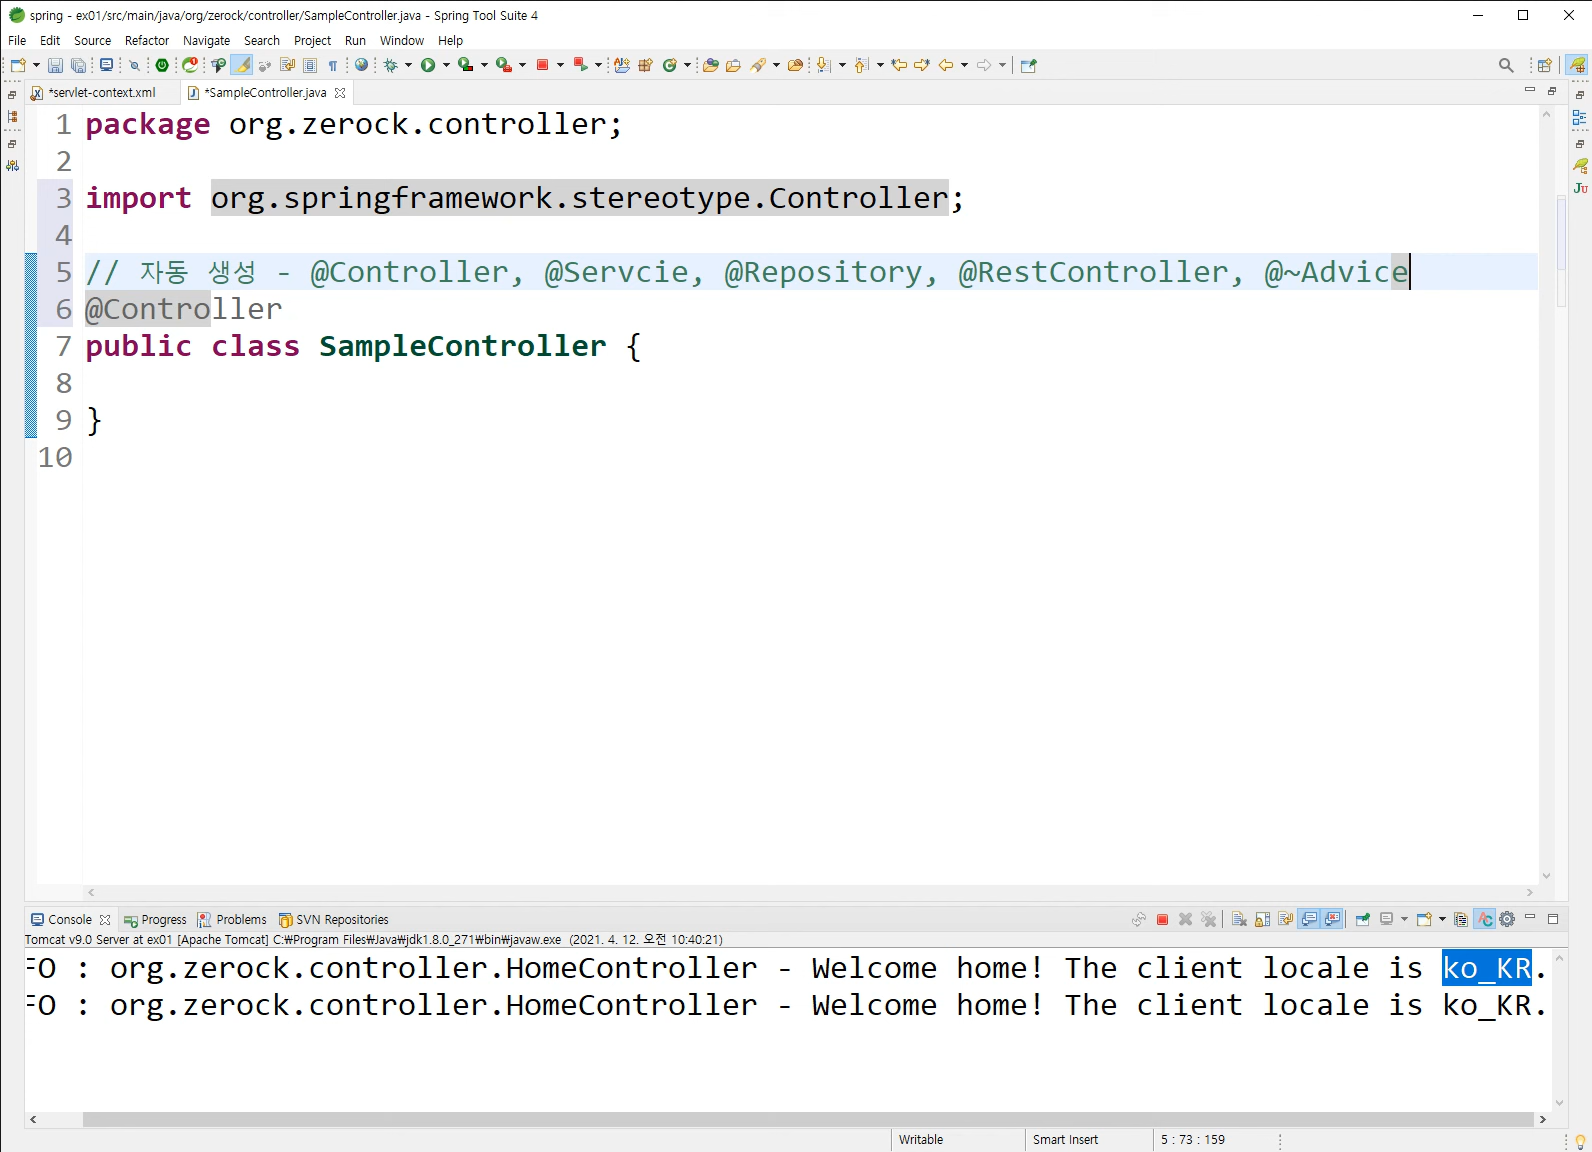 spring - ex01/src/main/java/org/zerock/controller/SampleController.java - Spring Tool Suite 4
File Edit Source Refactor Navigate Search Project Run Window Help
*servlet-context.xml *SampleController.java
1 package org.zerock.controller;
2
3 import org.springframework.stereotype.Controller;
4
5 // 자동 생성 - @Controller, @Servcie, @Repository, @RestController, @~Advice
6 @Controller
7 public class SampleController {
8
9 }
10
Console Progress Problems SVN Repositories
Tomcat v9.0 Server at ex01 [Apache Tomcat] C:₩Program Files₩Java₩jdk1.8.0_271₩bin₩javaw.exe (2021. 4. 12. 오전 10:40:21)
FO : org.zerock.controller.HomeController - Welcome home! The client locale is ko_KR.
FO : org.zerock.controller.HomeController - Welcome home! The client locale is ko_KR.
Writable Smart Insert 5 : 73 : 159